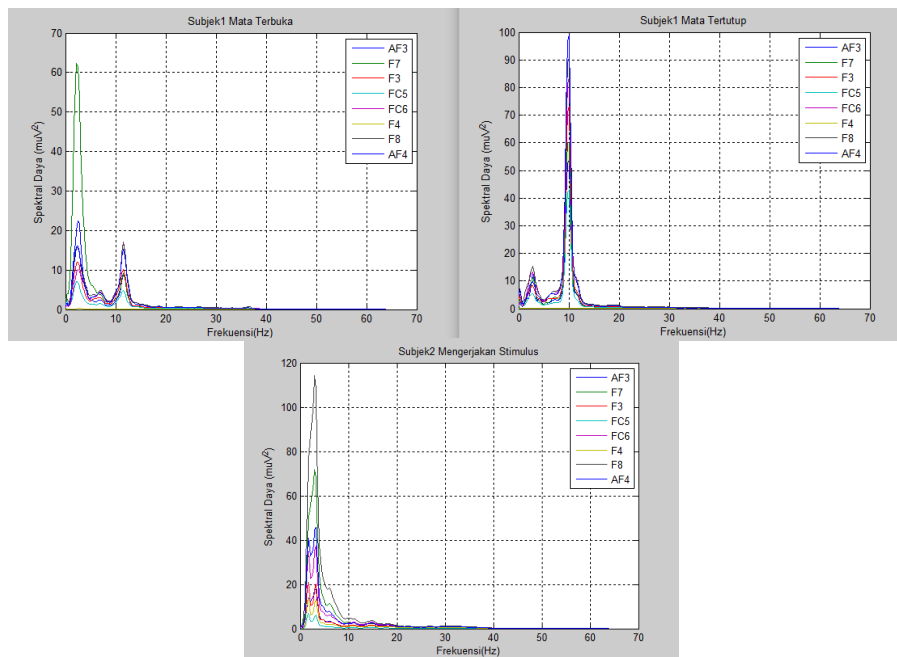 Subjek1 Mata Terbuka
Spektral Daya (muV²)
70
60
50
40
30
20
10
0
0 10 20 30 40 50 60 70
Frekuensi(Hz)
AF3
F7
F3
FC5
FC6
F4
F8
AF4
Subjek1 Mata Tertutup
Spektral Daya (muV²)
100
90
80
70
60
50
40
30
20
10
0
0 10 20 30 40 50 60 70
Frekuensi(Hz)
AF3
F7
F3
FC5
FC6
F4
F8
AF4
Subjek2 Mengerjakan Stimulus
Spektral Daya (muV²)
120
100
80
60
40
20
0
0 10 20 30 40 50 60 70
Frekuensi(Hz)
AF3
F7
F3
FC5
FC6
F4
F8
AF4